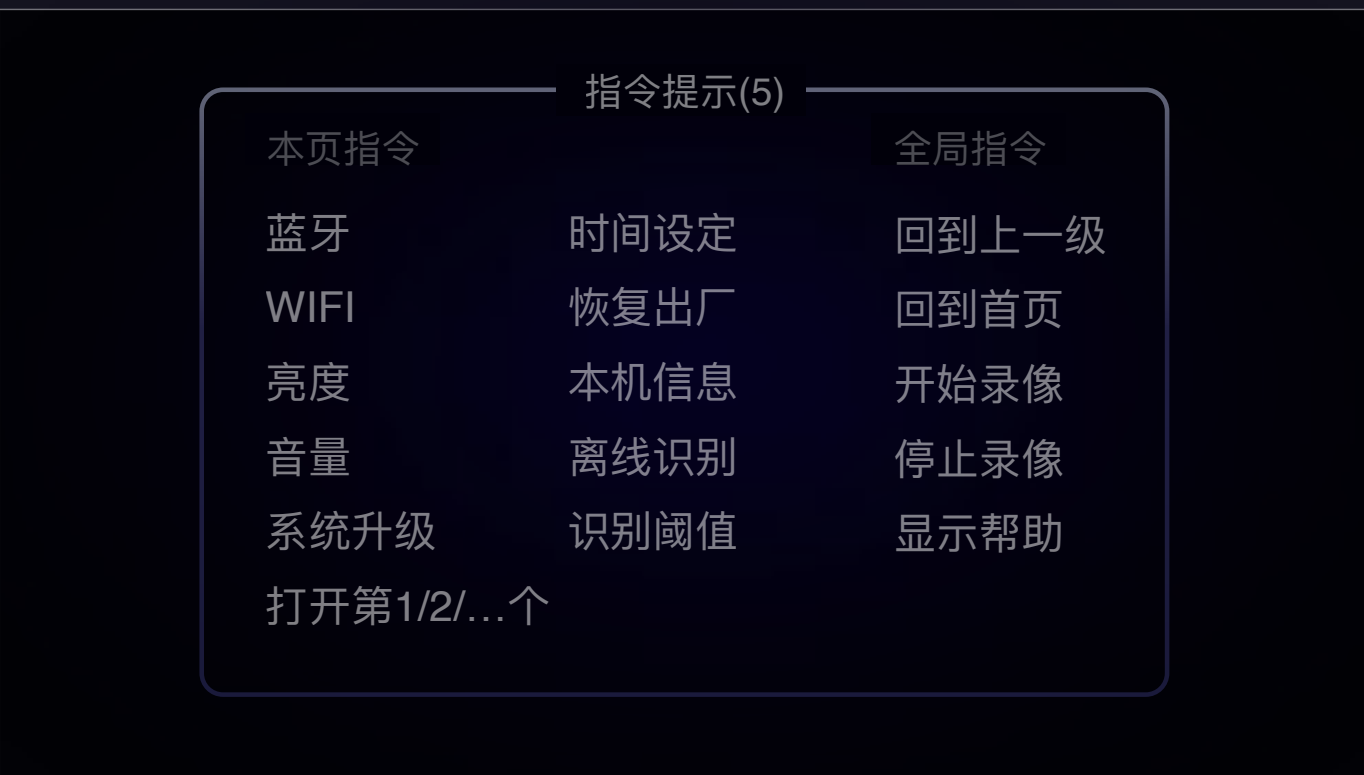 指令提示(5)
本页指令 全局指令
蓝牙 时间设定 回到上一级
WIFI 恢复出厂 回到首页
亮度 本机信息 开始录像
音量 离线识别 停止录像
系统升级 识别阈值 显示帮助
打开第1/2/…个